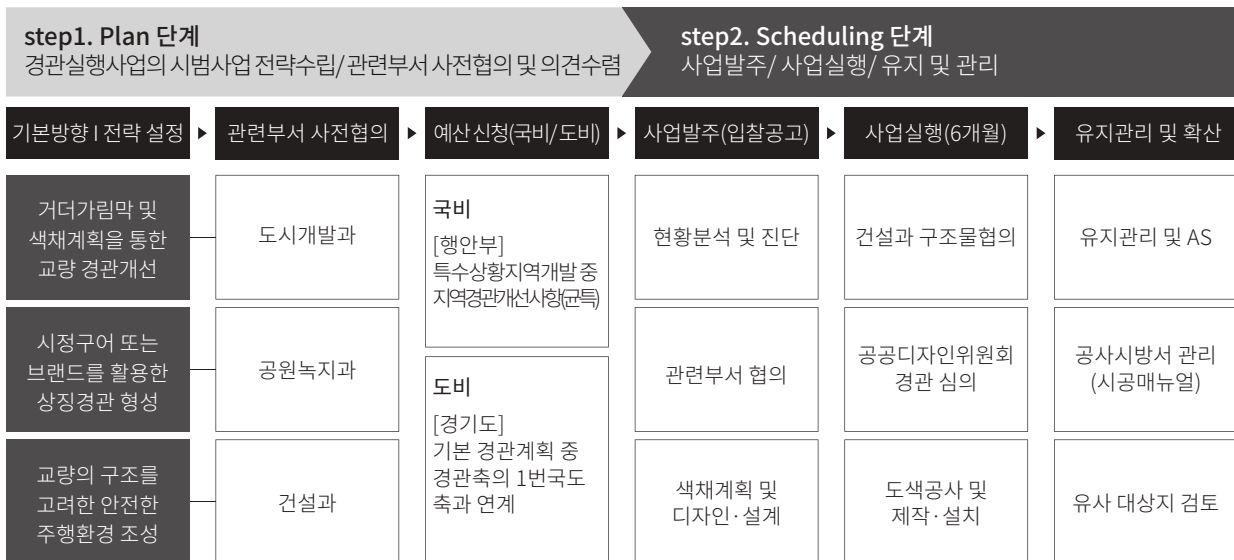 step1. Plan 단계
경관실행사업의 시범사업 전략수립/ 관련부서 사전협의 및 의견수렴
step2. Scheduling 단계
사업발주/ 사업실행/ 유지 및 관리
기본방향 I 전략 설정 ▶ 관련부서 사전협의 ▶ 예산신청(국비/도비) ▶ 사업발주(입찰공고) ▶ 사업실행(6개월) ▶ 유지관리 및 확산
거더가림막 및
색채계획을 통한
교량 경관개선
도시개발과
국비
[행안부]
특수상황지역개발 중
지역경관개선사항(균특)
현황분석 및 진단
건설과 구조물협의
유지관리 및 AS
시정구어 또는
브랜드를 활용한
상징경관 형성
공원녹지과
도비
[경기도]
기본 경관계획 중
경관축의 1번국도
축과 연계
관련부서 협의
공공디자인위원회
경관 심의
공사시방서 관리
(시공매뉴얼)
교량의 구조를
고려한 안전한
주행환경 조성
건설과
색채계획 및
디자인·설계
도색공사 및
제작·설치
유사 대상지 검토